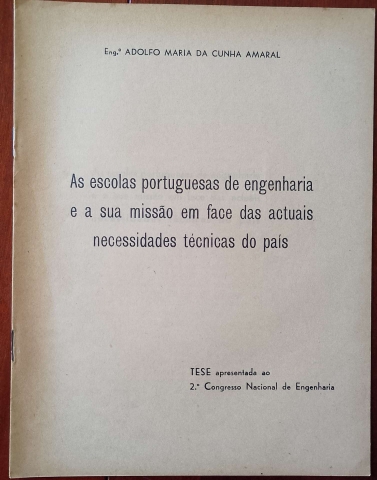 Eng.º ADOLFO MARIA DA CUNHA AMARAL
As escolas portuguesas de engenharia
e a sua missão em face das actuais
necessidades técnicas do país
TESE apresentada ao
2.º Congresso Nacional de Engenharia